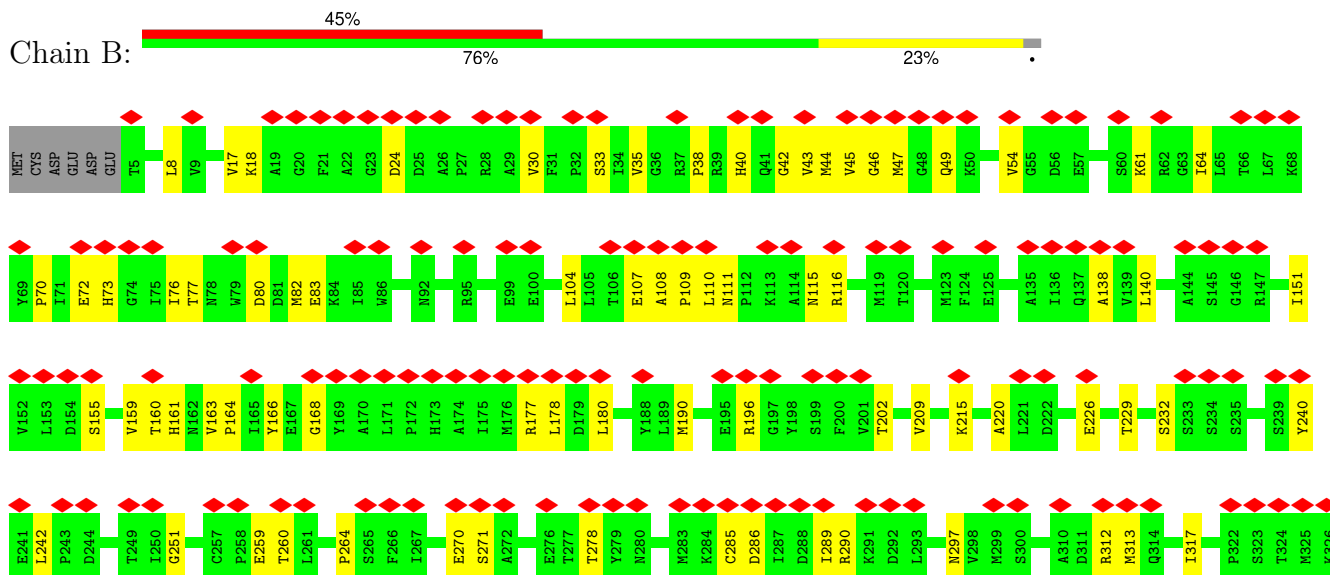 45%
Chain B:
76% 23% •
MET CYS ASP GLU ASP GLU T5 L8 V9 V17 K18 A19 G20 F21 A22 G23 D24 D25 A26 P27 R28 A29 V30 F31 P32 S33 I34 V35 G36 R37 P38 R39 H40 Q41 G42 V43 M44 V45 G46 M47 G48 Q49 K50 V54 G55 D56 E57 S60 K61 R62 G63 I64 L65 T66 L67 K68
Y69 P70 I71 E72 H73 G74 I75 I76 T77 N78 W79 D80 D81 M82 E83 K84 I85 W86 N92 R95 E99 E100 L104 L105 T106 E107 A108 P109 L110 N111 P112 K113 A114 N115 R116 M119 T120 M123 F124 E125 A135 I136 Q137 A138 V139 L140 A144 S145 G146 R147 I151
V152 L153 D154 S155 V159 T160 H161 N162 V163 P164 I165 Y166 E167 G168 Y169 A170 L171 P172 H173 A174 I175 M176 R177 L178 D179 L180 Y188 L189 M190 E195 R196 G197 Y198 S199 F200 V201 T202 V209 K215 A220 L221 D222 E226 T229 S232 S233 S234 S235 S239 Y240
E241 L242 P243 D244 T249 I250 G251 C257 P258 E259 T260 L261 P264 S265 F266 I267 E270 S271 A272 E276 T277 T278 Y279 N280 M283 K284 C285 D286 I287 D288 I289 R290 K291 D292 L293 N297 V298 M299 S300 A310 D311 R312 M313 Q314 I317 P322 S323 T324 M325 K326